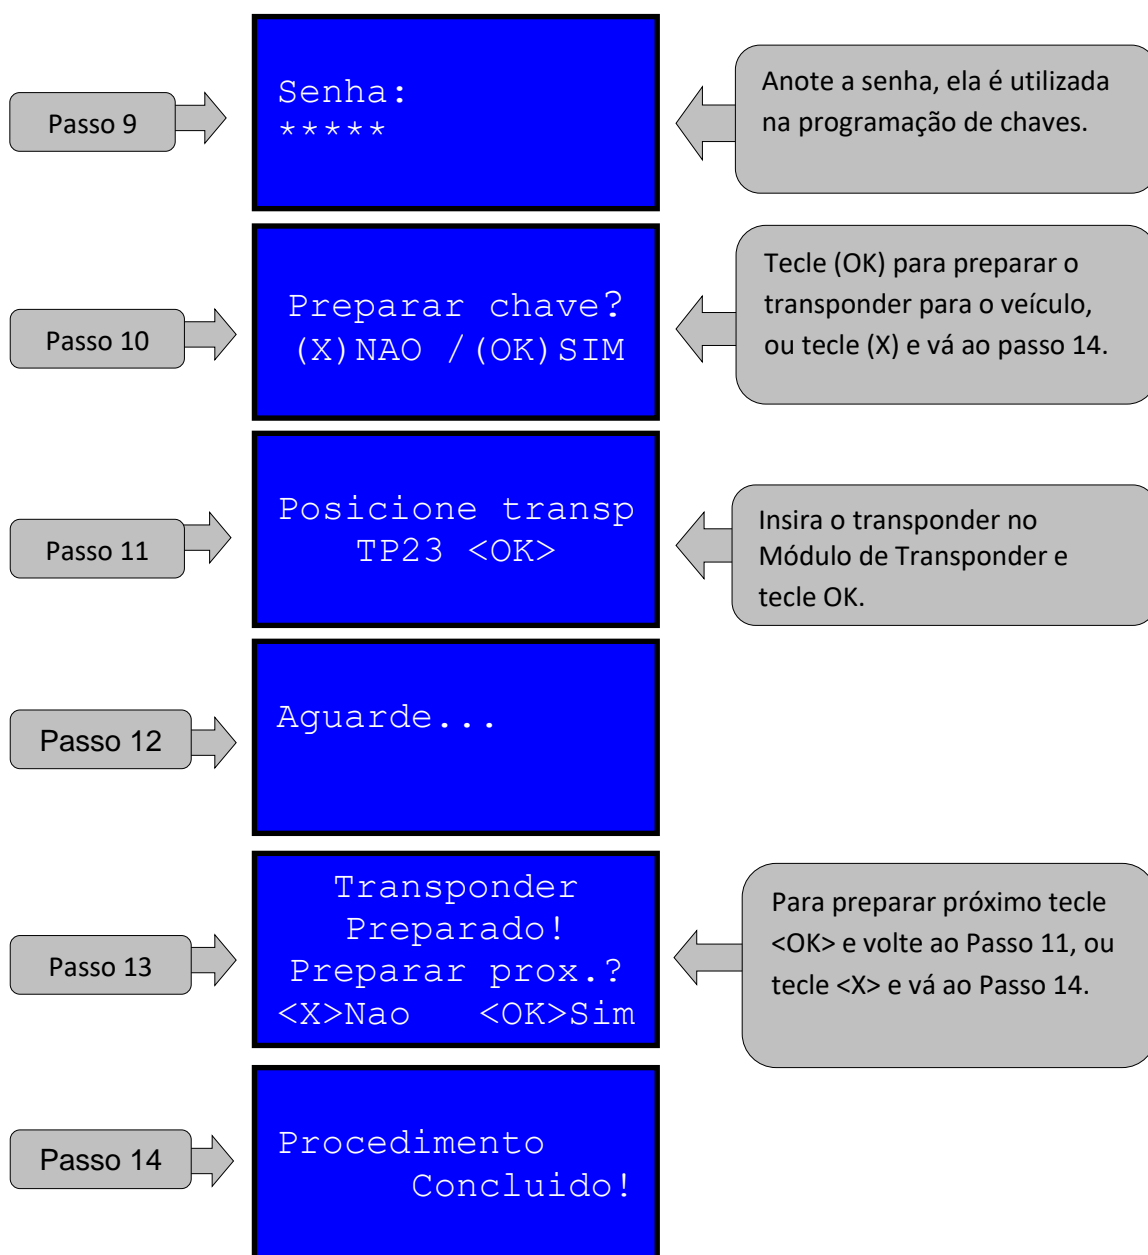 Passo 9
Senha:
*****
Anote a senha, ela é utilizada
na programação de chaves.
Passo 10
Preparar chave?
(X)NAO /(OK)SIM
Tecle (OK) para preparar o
transponder para o veículo,
ou tecle (X) e vá ao passo 14.
Passo 11
Posicione transp
TP23 <OK>
Insira o transponder no
Módulo de Transponder e
tecle OK.
Passo 12
Aguarde...
Passo 13
Transponder
Preparado!
Preparar prox.?
<X>Nao <OK>Sim
Para preparar próximo tecle
<OK> e volte ao Passo 11, ou
tecle <X> e vá ao Passo 14.
Passo 14
Procedimento
Concluido!